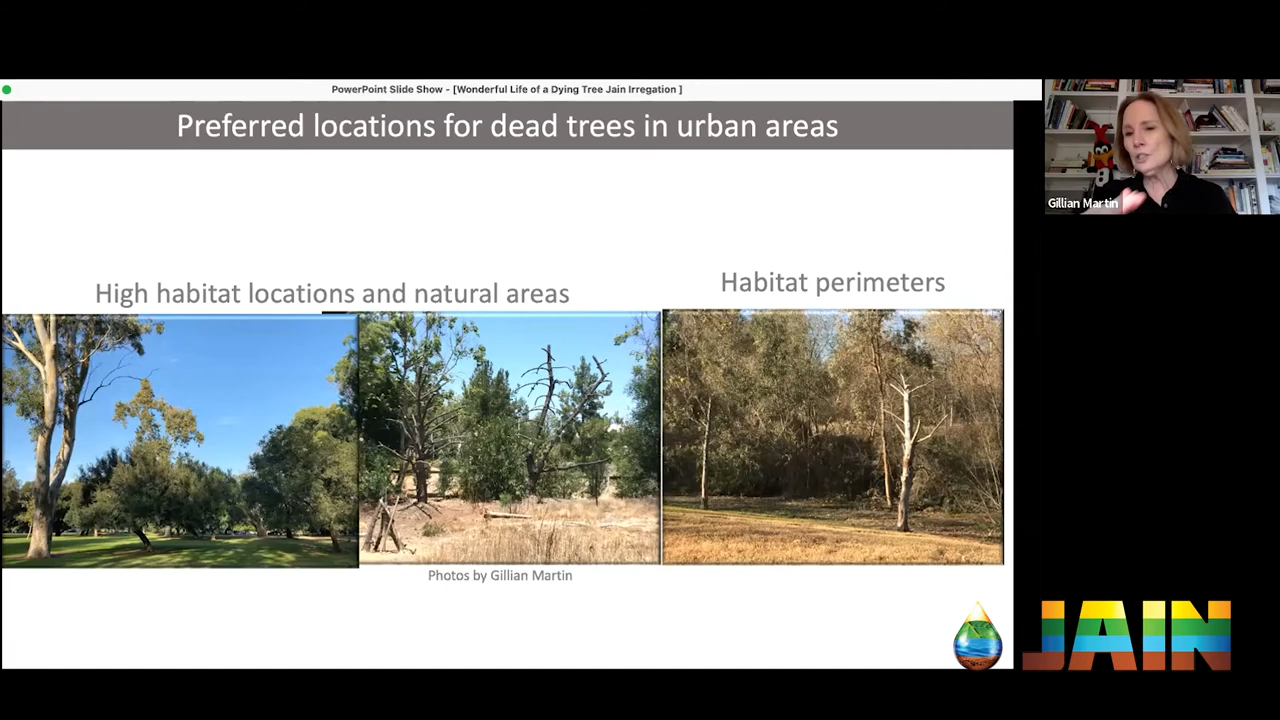 PowerPoint Slide Show - [Wonderful Life of a Dying Tree Jain Irregation ]
Preferred locations for dead trees in urban areas
Gillian Martin
High habitat locations and natural areas
Habitat perimeters
Photos by Gillian Martin
JAIN